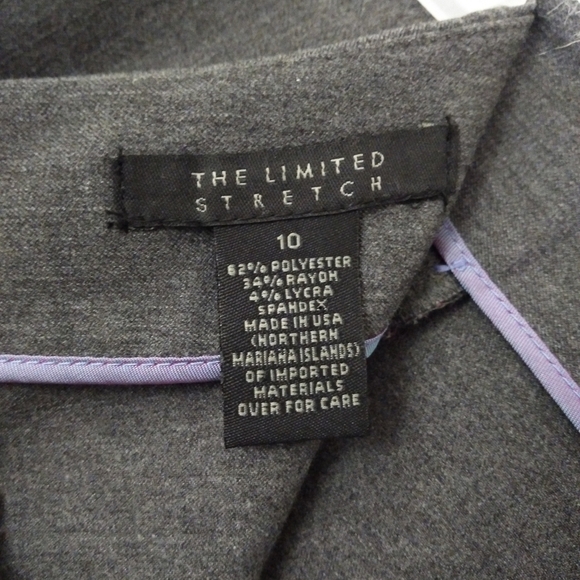 THE LIMITED
STRETCH
10
62% POLYESTER
34% RAYON
4% LYCRA
SPANDEX
MADE IN USA
(NORTHERN
MARIANA ISLANDS)
OF IMPORTED
MATERIALS
OVER FOR CARE